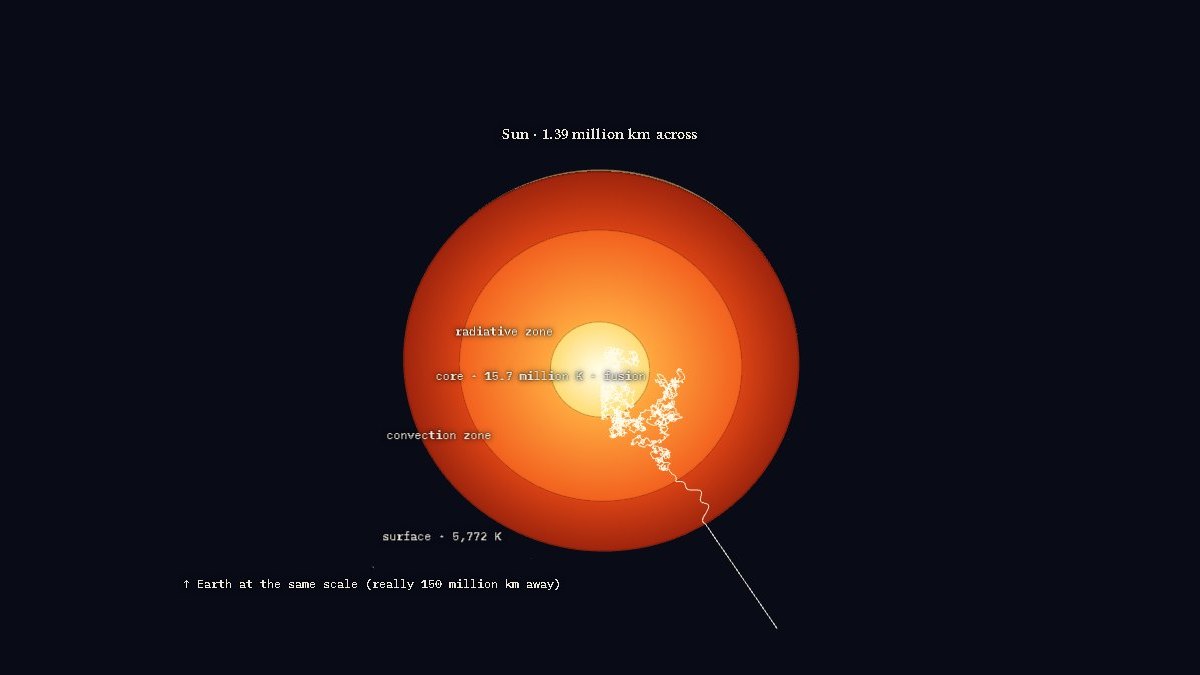 Sun · 1.39 million km across
radiative zone
core · 15.7 million K · fusion
convection zone
surface · 5,772 K
↑ Earth at the same scale (really 150 million km away)